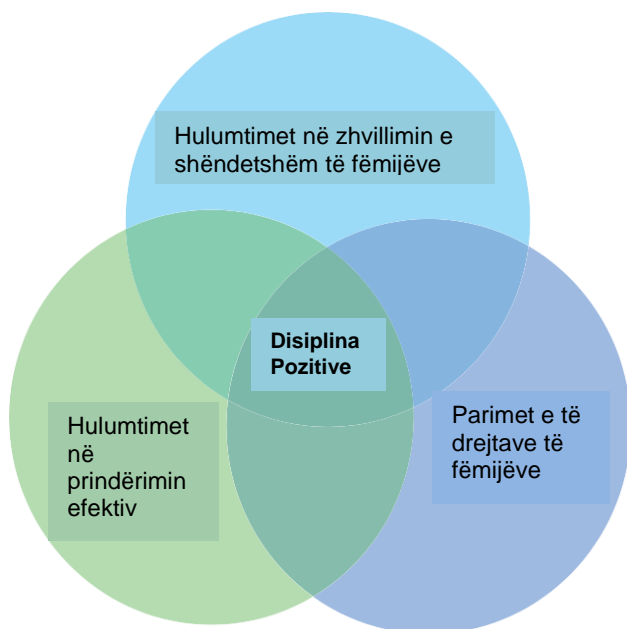 Hulumtimet në zhvillimin e
shëndetshëm të fëmijëve
Disiplina
Pozitive
Hulumtimet
në
prindërimin
efektiv
Parimet e të
drejtave të
fëmijëve